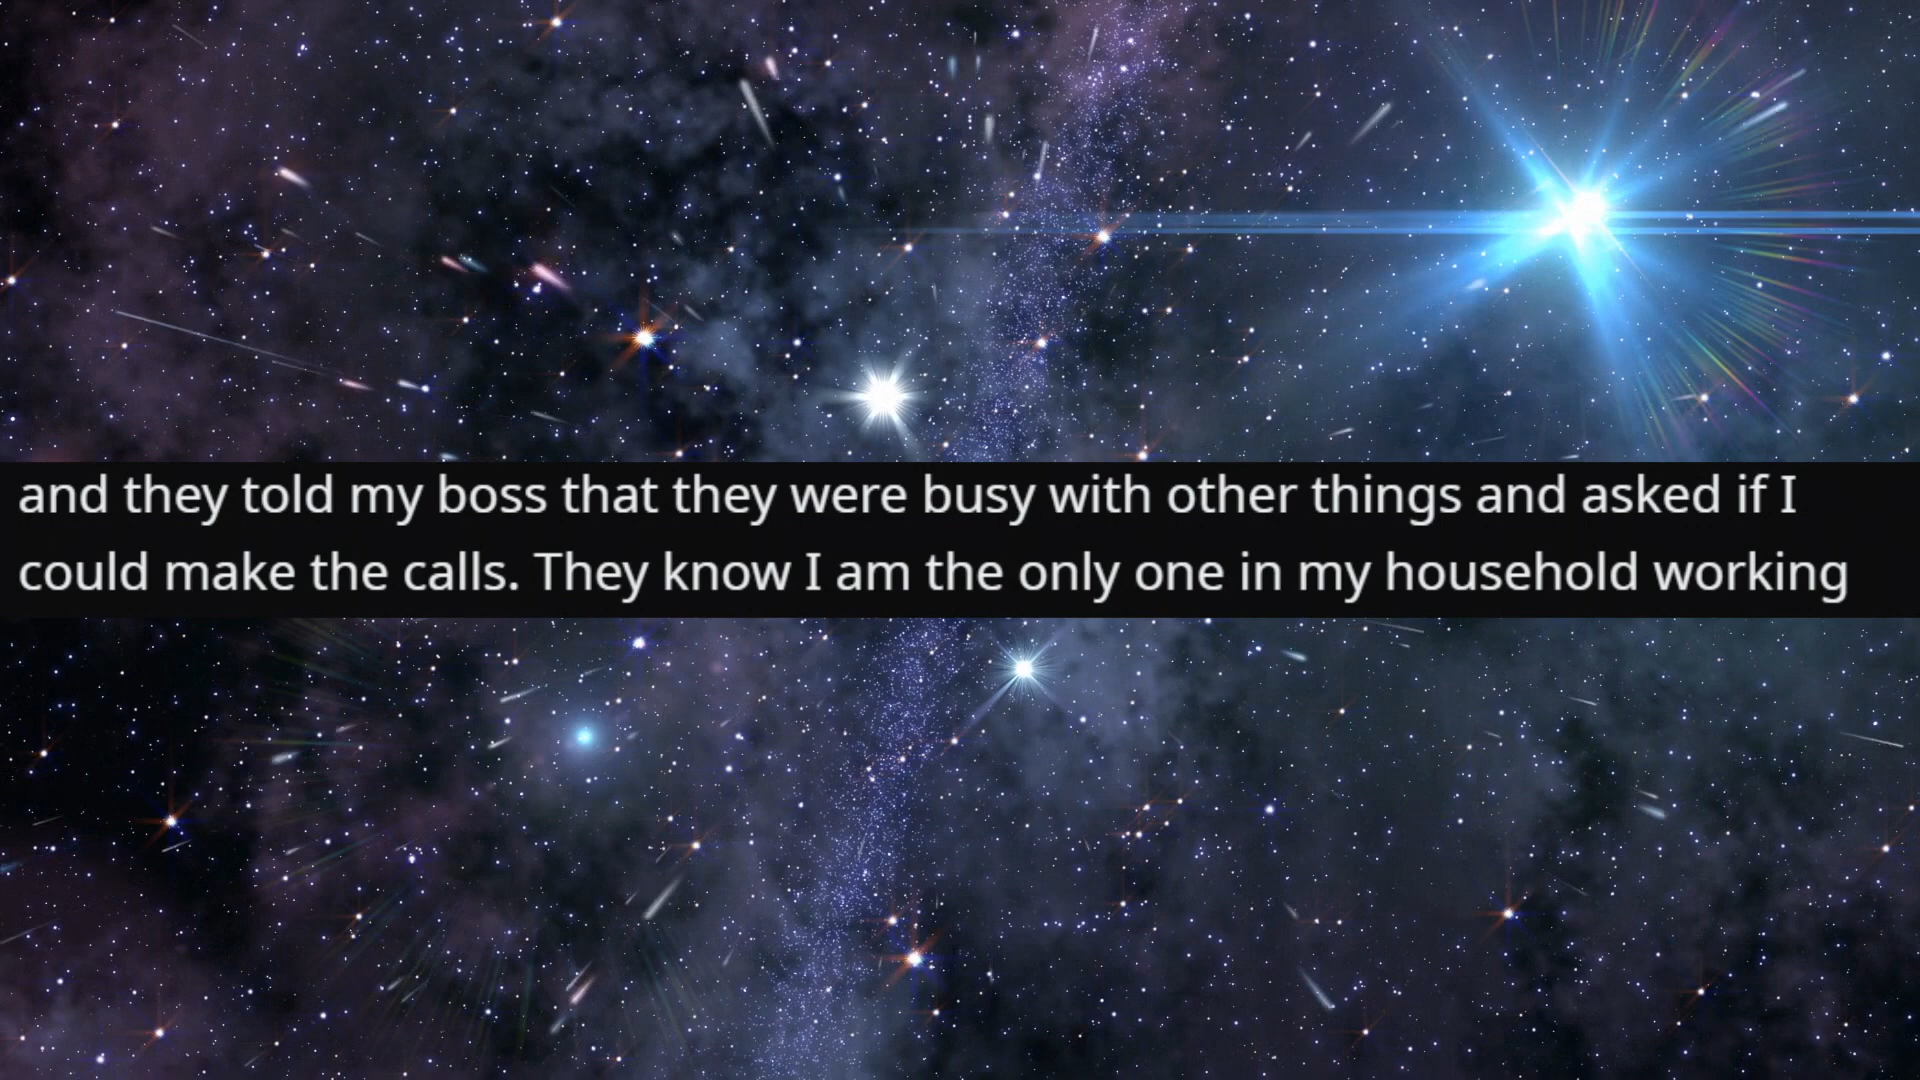 and they told my boss that they were busy with other things and asked if I
could make the calls. They know I am the only one in my household working